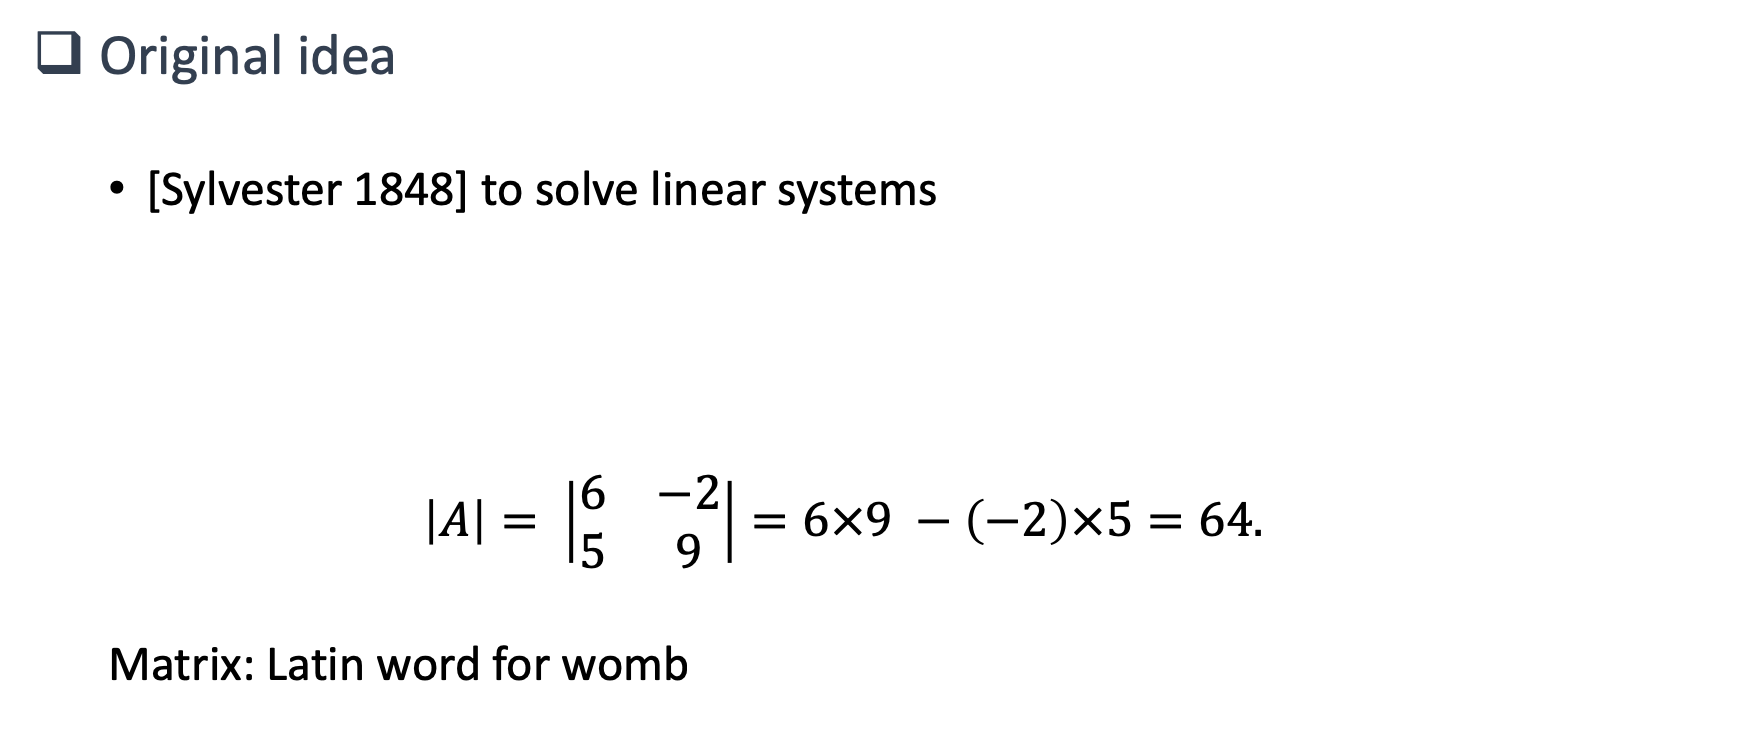 ❑ Original idea
• [Sylvester 1848] to solve linear systems
|A| = |6 −2; 5 9| = 6×9 − (−2)×5 = 64.
Matrix: Latin word for womb